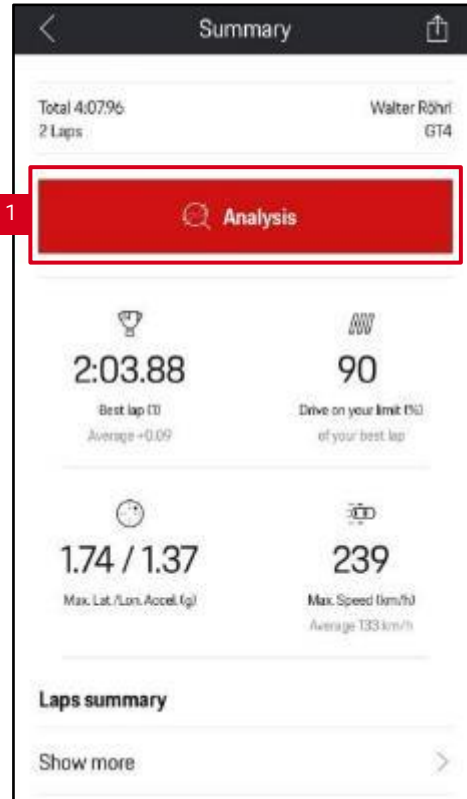 Summary
Total 4:07.96
Walter Röhrl
2 Laps
GT4
1
Analysis
2:03.88
90
Best lap (1)
Drive on your limit (%)
Average +0.09
of your best lap
1.74 / 1.37
239
Max. Lat./Lon. Accel. (g)
Max. Speed (km/h)
Average 133 km/h
Laps summary
Show more